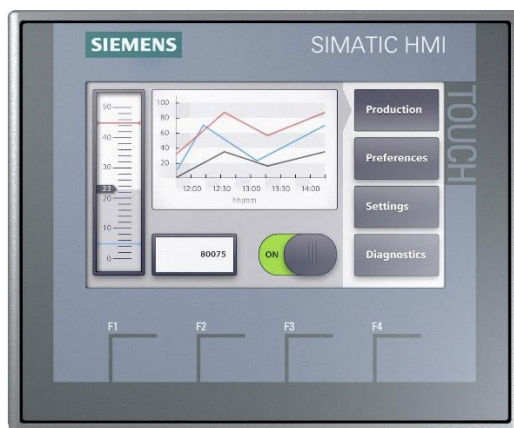 SIEMENS
SIMATIC HMI
TOUCH
50
40
30
23
20
10
0
100
80
60
40
20
12:00 12:30 13:00 13:30 14:00
hh:mm
80075
ON
Production
Preferences
Settings
Diagnostics
F1 F2 F3 F4